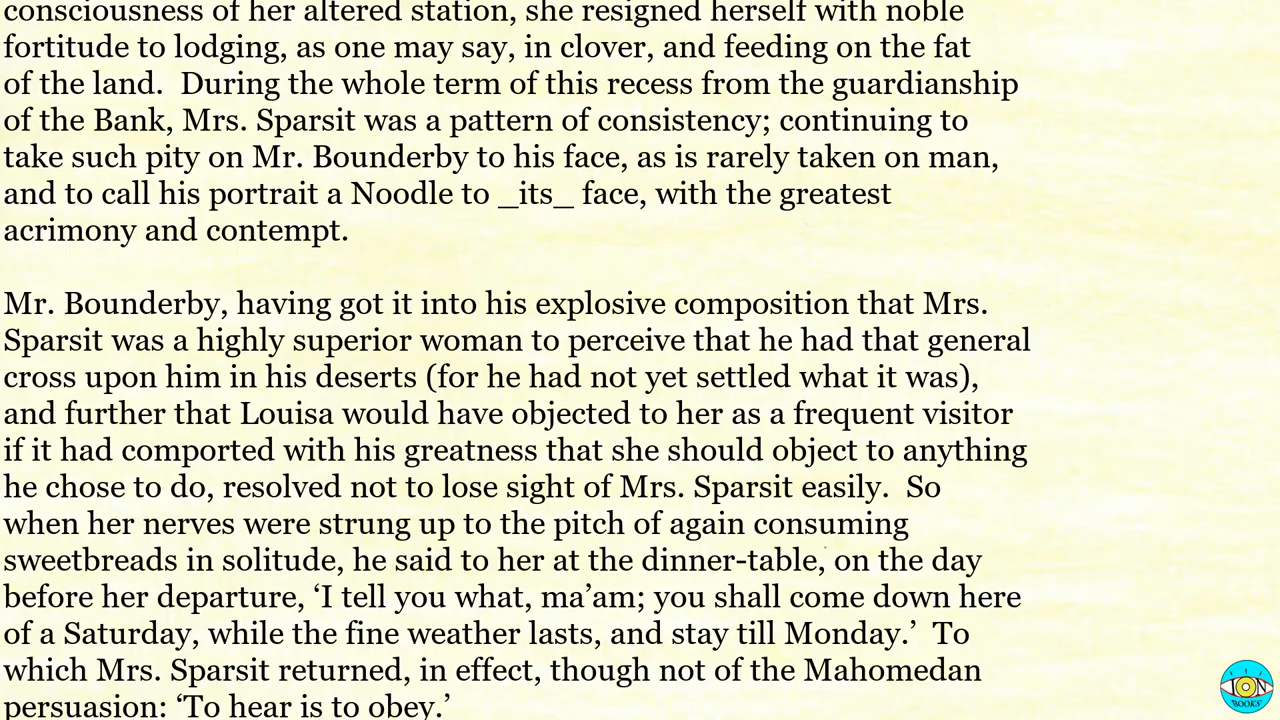 consciousness of her altered station, she resigned herself with noble
fortitude to lodging, as one may say, in clover, and feeding on the fat
of the land.  During the whole term of this recess from the guardianship
of the Bank, Mrs. Sparsit was a pattern of consistency; continuing to
take such pity on Mr. Bounderby to his face, as is rarely taken on man,
and to call his portrait a Noodle to _its_ face, with the greatest
acrimony and contempt.

Mr. Bounderby, having got it into his explosive composition that Mrs.
Sparsit was a highly superior woman to perceive that he had that general
cross upon him in his deserts (for he had not yet settled what it was),
and further that Louisa would have objected to her as a frequent visitor
if it had comported with his greatness that she should object to anything
he chose to do, resolved not to lose sight of Mrs. Sparsit easily.  So
when her nerves were strung up to the pitch of again consuming
sweetbreads in solitude, he said to her at the dinner-table, on the day
before her departure, ‘I tell you what, ma’am; you shall come down here
of a Saturday, while the fine weather lasts, and stay till Monday.’  To
which Mrs. Sparsit returned, in effect, though not of the Mahomedan
persuasion: ‘To hear is to obey.’
ION
BOOKS